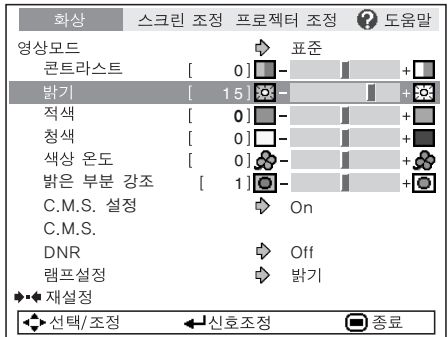 화상 스크린 조정 프로젝터 조정 ? 도움말
영상모드 표준
콘트라스트 [ 0] - +
밝기 [ 15] - +
적색 [ 0] - +
청색 [ 0] - +
색상 온도 [ 0] - +
밝은 부분 강조 [ 1] - +
C.M.S. 설정 On
C.M.S.
DNR Off
램프설정 밝기
재설정
선택/조정 신호조정 종료